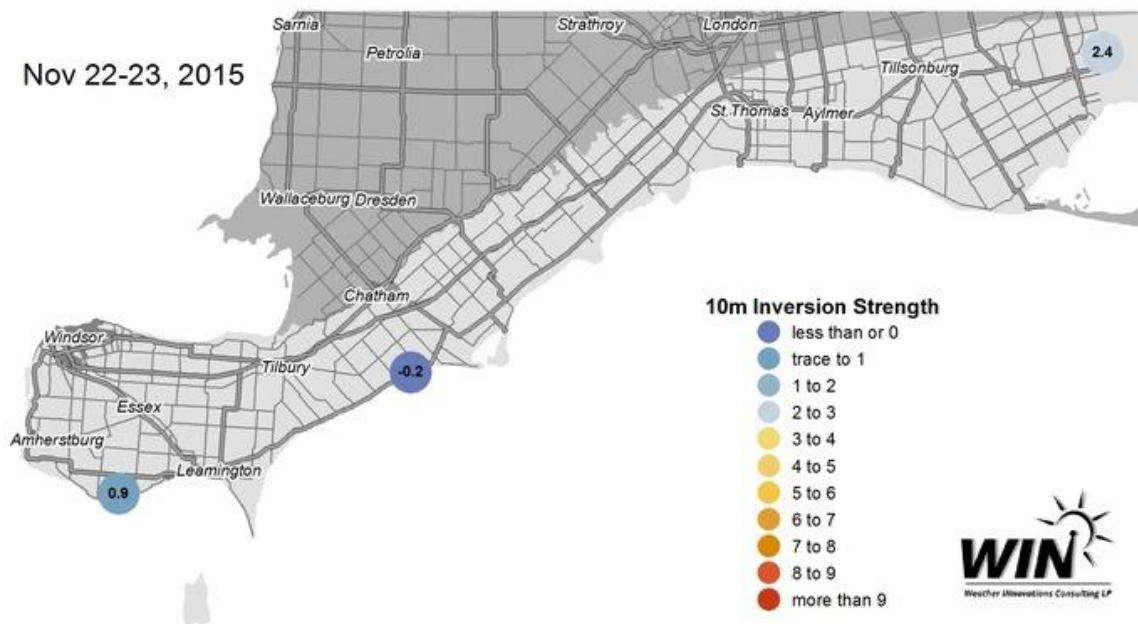 Sarnia
Strathroy
London
Petrolia
Nov 22-23, 2015
2.4
Tillsonburg
St.Thomas
Aylmer
Wallaceburg
Dresden
Chatham
10m Inversion Strength
less than or 0
trace to 1
1 to 2
2 to 3
3 to 4
4 to 5
5 to 6
6 to 7
7 to 8
8 to 9
more than 9
Windsor
Tilbury
-0.2
Essex
Amherstburg
Leamington
0.9
WIN
Weather INnovations Consulting LP